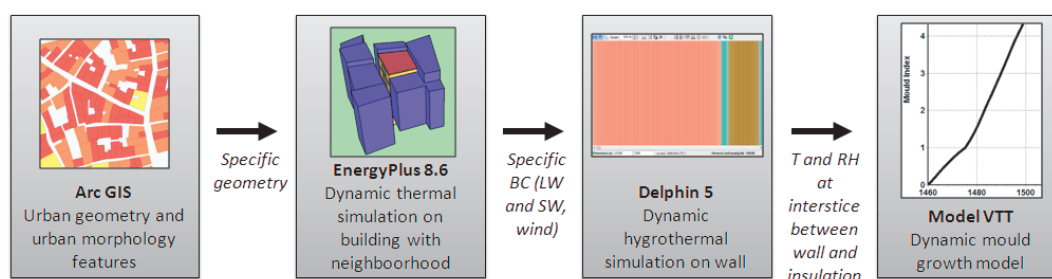 Arc GIS
Urban geometry and
urban morphology
features
Specific
geometry
EnergyPlus 8.6
Dynamic thermal
simulation on
building with
neighboorhood
Specific
BC (LW
and SW,
wind)
Delphin 5
Dynamic
hygrothermal
simulation on wall
T and RH
at
interstice
between
wall and
insulation
Mould Index
4
3
2
1
0
1460
1480
1500
Model VTT
Dynamic mould
growth model